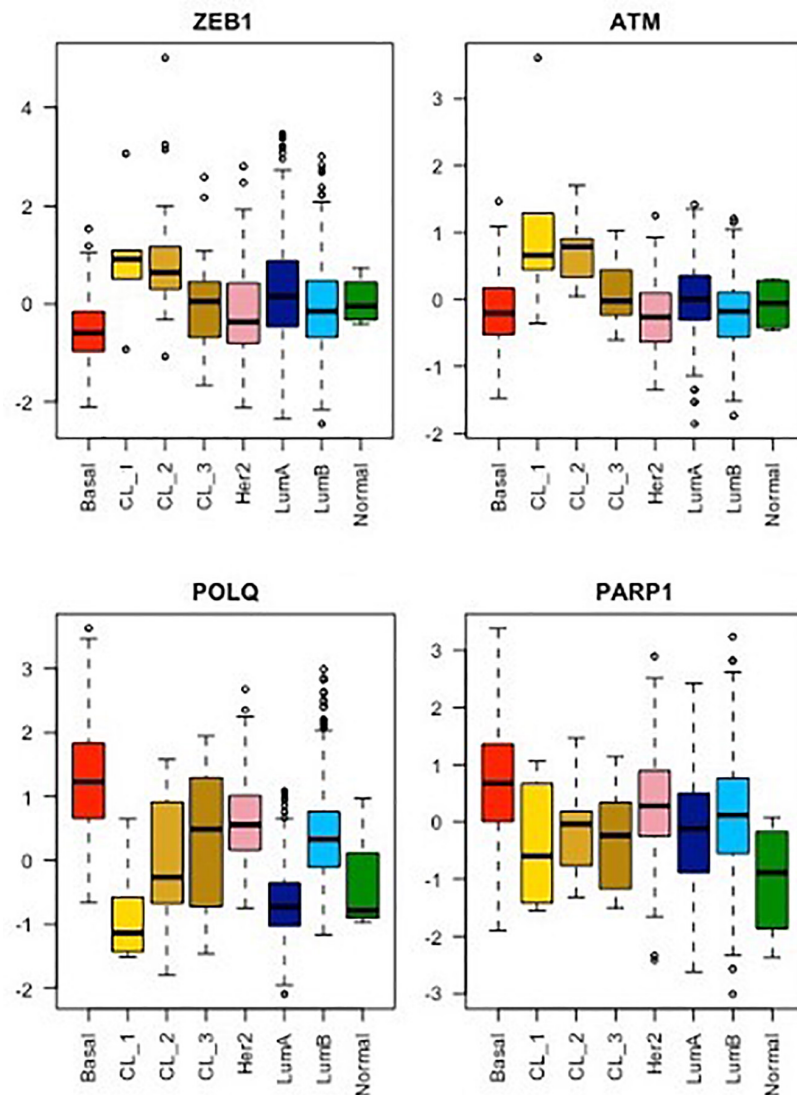 ZEB1
4
2
0
-2
Basal
CL_1
CL_2
CL_3
Her2
LumA
LumB
Normal
ATM
3
2
1
0
-1
-2
Basal
CL_1
CL_2
CL_3
Her2
LumA
LumB
Normal
POLQ
3
2
1
0
-1
-2
Basal
CL_1
CL_2
CL_3
Her2
LumA
LumB
Normal
PARP1
3
2
1
0
-1
-2
-3
Basal
CL_1
CL_2
CL_3
Her2
LumA
LumB
Normal